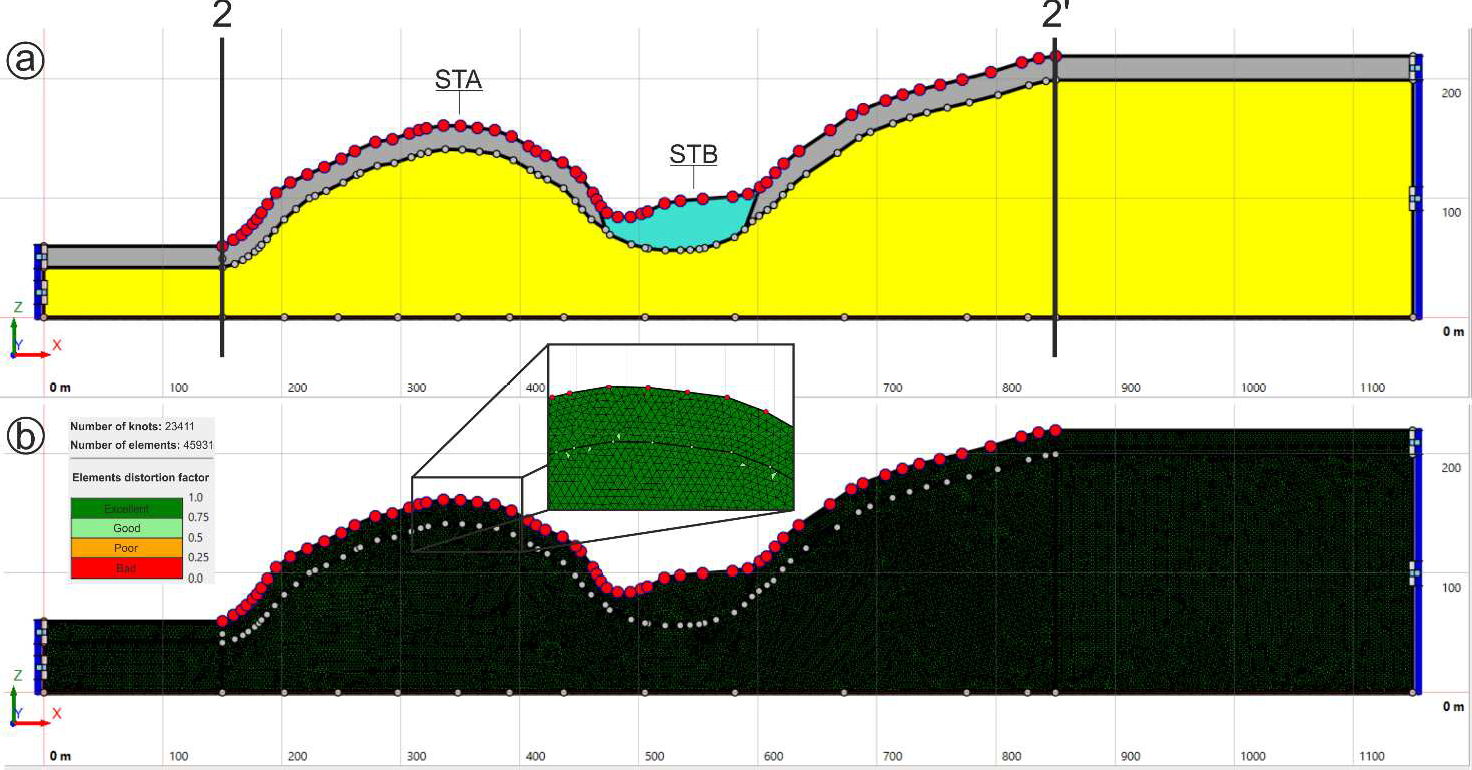 2 2'
a
STA
STB
200
100
Z
Y X
0 m
0 m 100 200 300 400 700 800 900 1000 1100
b
Number of knots: 23411
Number of elements: 45931
Elements distortion factor
1.0
Excellent
0.75
Good
0.5
Poor
0.25
Bad
0.0
200
100
Z
Y X
0 m
0 m 100 200 300 400 500 600 700 800 900 1000 1100